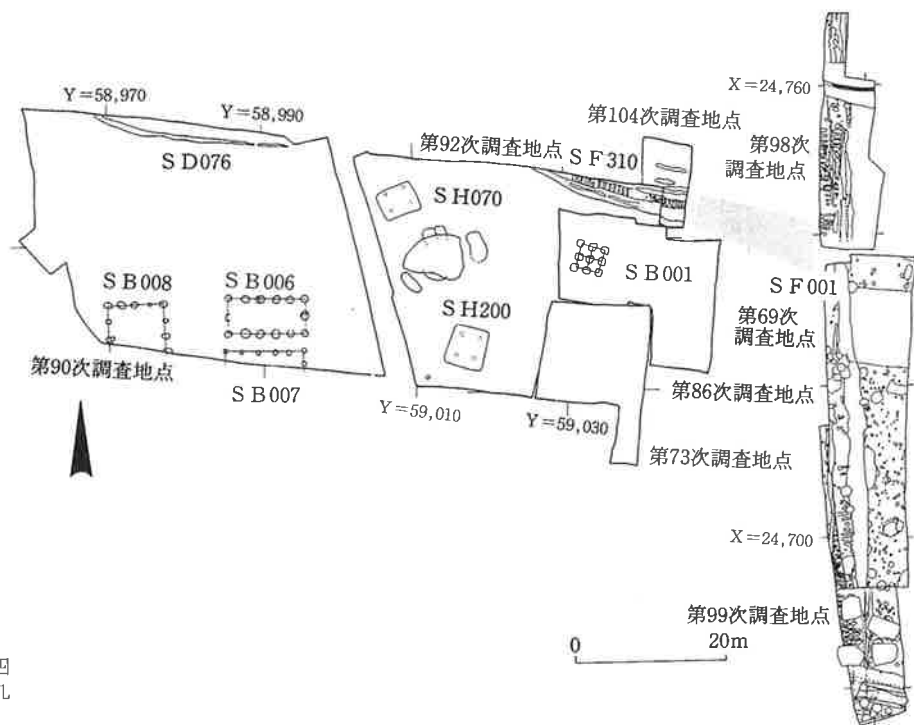 X=24,760
Y=58,970
Y=58,990
第104次調査地点
第98次
調査地点
第92次調査地点
SF310
SD076
SH070
SB001
SB008
SB006
SF001
SH200
第69次
調査地点
第90次調査地点
SB007
第86次調査地点
Y=59,010
Y=59,030
第73次調査地点
X=24,700
第99次調査地点
0
20m